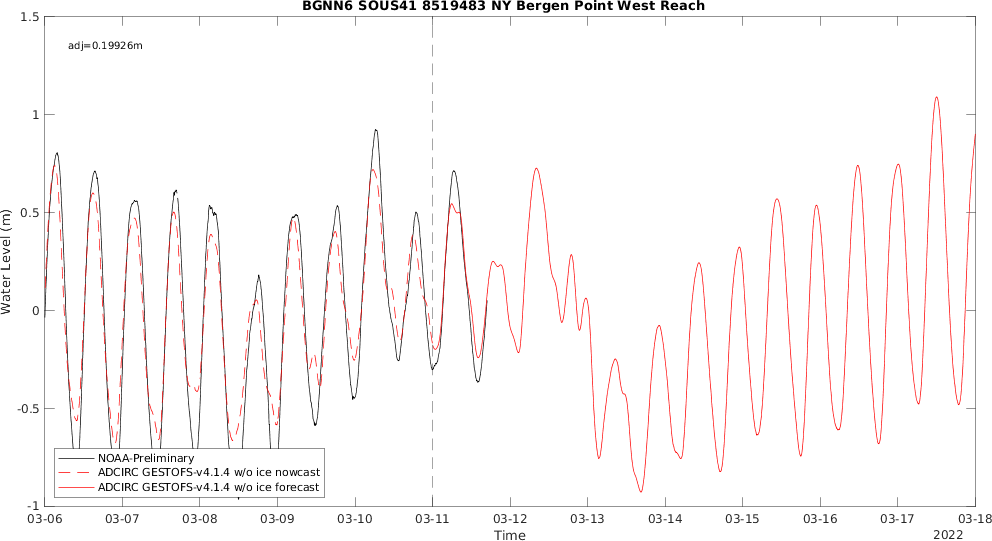 BGNN6 SOUS41 8519483 NY Bergen Point West Reach
adj=0.19926m
1.5
1
0.5
0
-0.5
-1
Water Level (m)
NOAA-Preliminary
ADCIRC GESTOFS-v4.1.4 w/o ice nowcast
ADCIRC GESTOFS-v4.1.4 w/o ice forecast
03-06 03-07 03-08 03-09 03-10 03-11 03-12 03-13 03-14 03-15 03-16 03-17 03-18
Time
2022